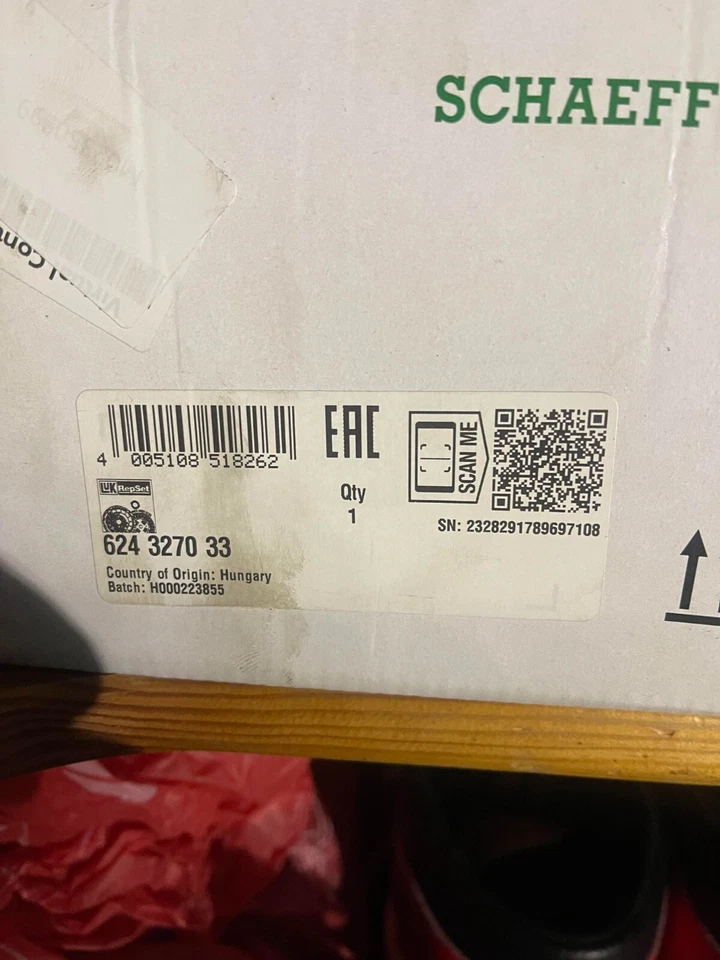 SCHAEFF
4 005108 518262
EAC
SCAN ME
LUK RepSet
Qty
1
SN: 2328291789697108
624 3270 33
Country of Origin: Hungary
Batch: H000223855